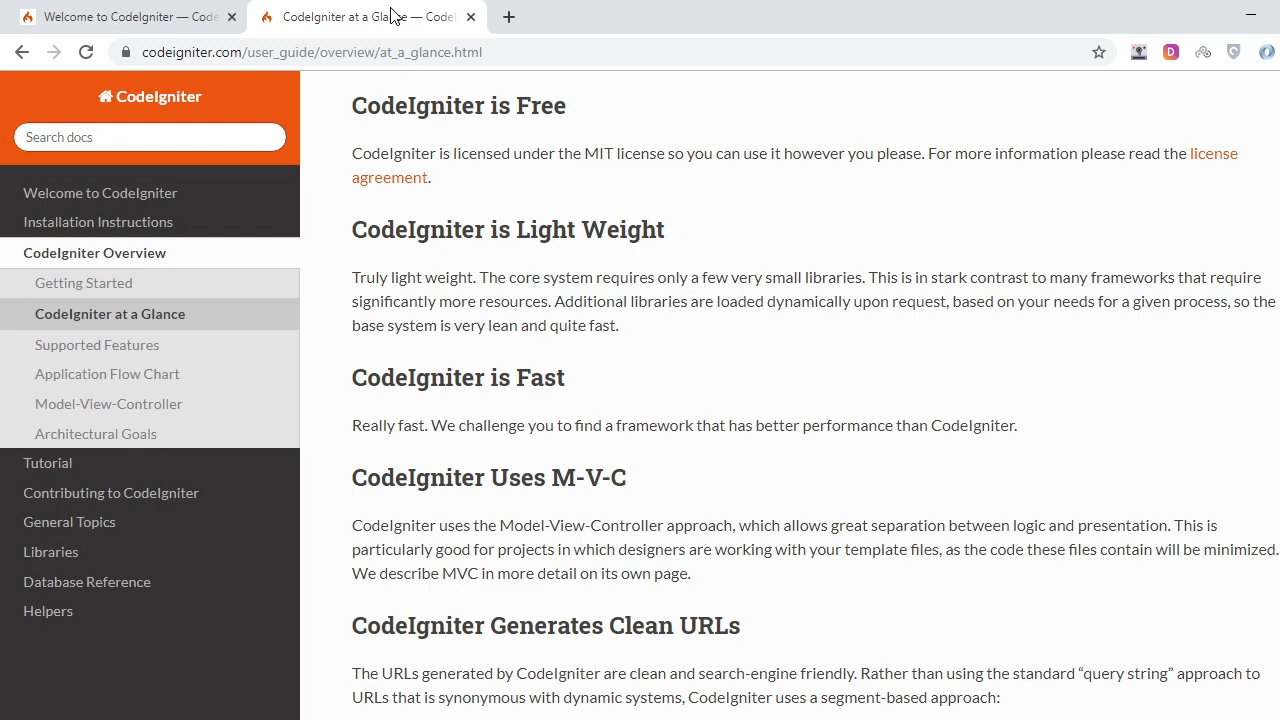 Welcome to CodeIgniter — Code
CodeIgniter at a Glance — CodeI
codeigniter.com/user_guide/overview/at_a_glance.html
CodeIgniter
Search docs
Welcome to CodeIgniter
Installation Instructions
CodeIgniter Overview
Getting Started
CodeIgniter at a Glance
Supported Features
Application Flow Chart
Model-View-Controller
Architectural Goals
Tutorial
Contributing to CodeIgniter
General Topics
Libraries
Database Reference
Helpers
CodeIgniter is Free
CodeIgniter is licensed under the MIT license so you can use it however you please. For more information please read the license
agreement.
CodeIgniter is Light Weight
Truly light weight. The core system requires only a few very small libraries. This is in stark contrast to many frameworks that require
significantly more resources. Additional libraries are loaded dynamically upon request, based on your needs for a given process, so the
base system is very lean and quite fast.
CodeIgniter is Fast
Really fast. We challenge you to find a framework that has better performance than CodeIgniter.
CodeIgniter Uses M-V-C
CodeIgniter uses the Model-View-Controller approach, which allows great separation between logic and presentation. This is
particularly good for projects in which designers are working with your template files, as the code these files contain will be minimized.
We describe MVC in more detail on its own page.
CodeIgniter Generates Clean URLs
The URLs generated by CodeIgniter are clean and search-engine friendly. Rather than using the standard “query string” approach to
URLs that is synonymous with dynamic systems, CodeIgniter uses a segment-based approach: